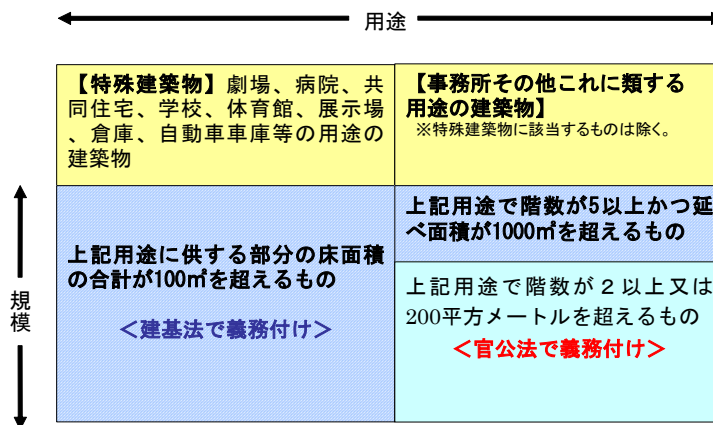 用途
【特殊建築物】劇場、病院、共
同住宅、学校、体育館、展示場
、倉庫、自動車車庫等の用途の
建築物
【事務所その他これに類する
用途の建築物】
※特殊建築物に該当するものは除く。
規模
上記用途に供する部分の床面積
の合計が100㎡を超えるもの
＜建基法で義務付け＞
上記用途で階数が5以上かつ延
べ面積が1000㎡を超えるもの
上記用途で階数が２以上又は
200平方メートルを超えるもの
＜官公法で義務付け＞